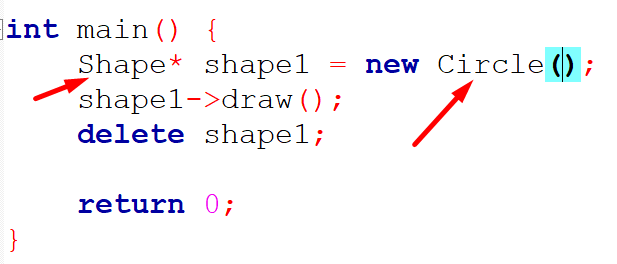 int main() {
    Shape* shape1 = new Circle();
    shape1->draw();
    delete shape1;
    return 0;
}